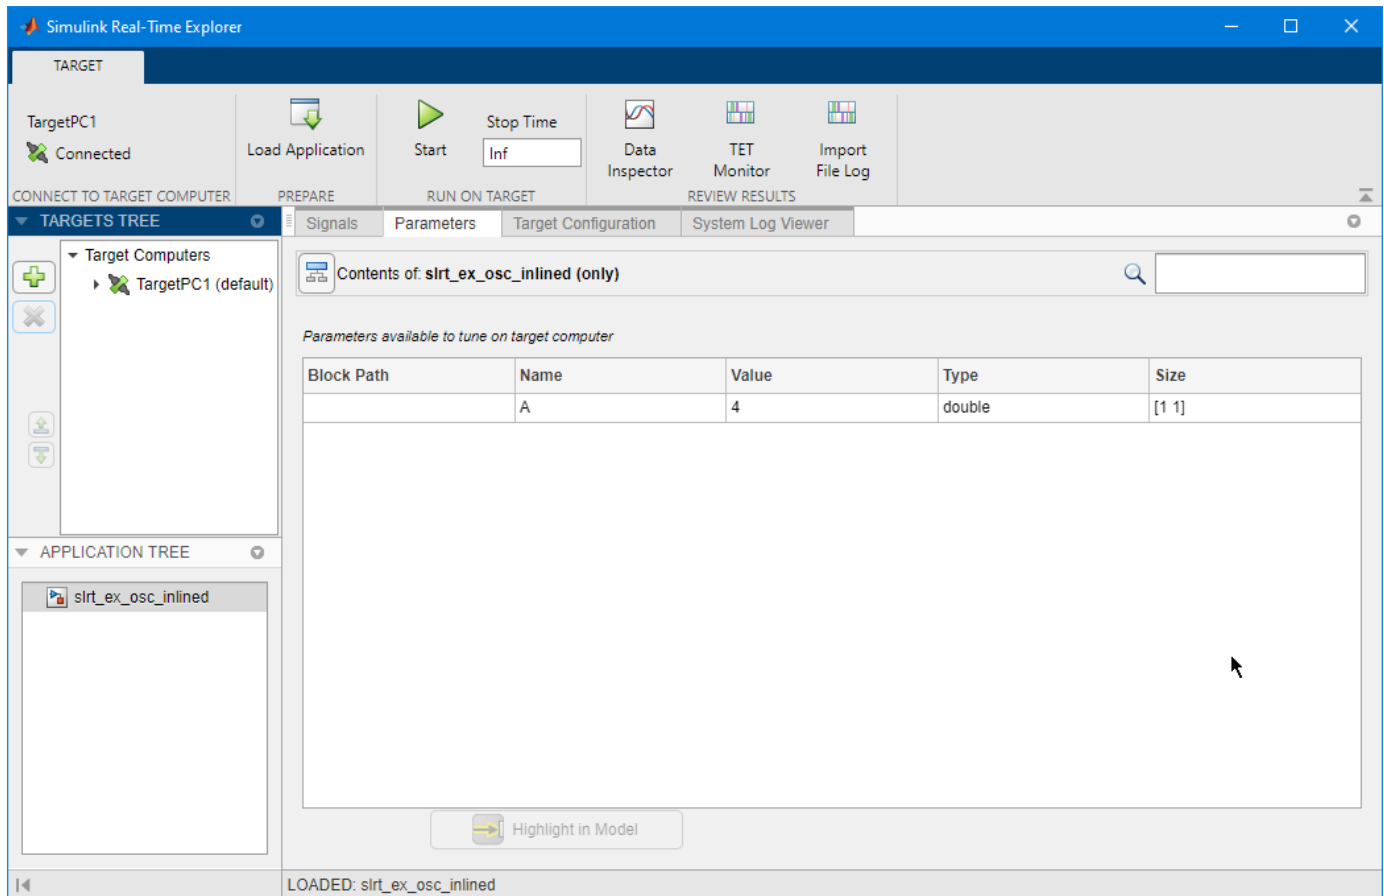 Simulink Real-Time Explorer
TARGET
TargetPC1
Connected
CONNECT TO TARGET COMPUTER
Load Application
PREPARE
Start
Stop Time
Inf
RUN ON TARGET
Data
Inspector
TET
Monitor
Import
File Log
REVIEW RESULTS
TARGETS TREE
Target Computers
TargetPC1 (default)
APPLICATION TREE
slrt_ex_osc_inlined
Signals Parameters Target Configuration System Log Viewer
Contents of: slrt_ex_osc_inlined (only)
Parameters available to tune on target computer
Block Path Name Value Type Size
A 4 double [1 1]
Highlight in Model
LOADED: slrt_ex_osc_inlined